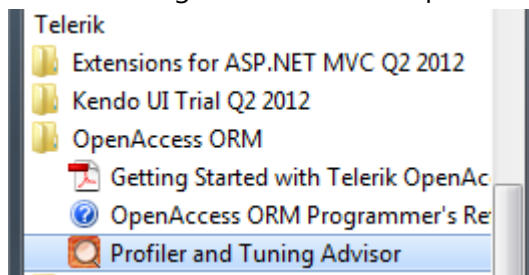 Telerik
Extensions for ASP.NET MVC Q2 2012
Kendo UI Trial Q2 2012
OpenAccess ORM
Getting Started with Telerik OpenAc
OpenAccess ORM Programmer's Re
Profiler and Tuning Advisor